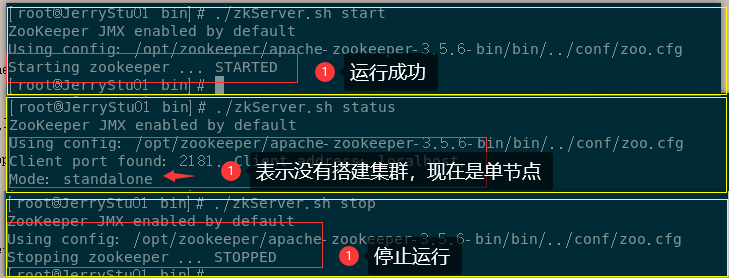 [root@JerryStu01 bin]# ./zkServer.sh start
ZooKeeper JMX enabled by default
Using config: /opt/zookeeper/apache-zookeeper-3.5.6-bin/bin/../conf/zoo.cfg
Starting zookeeper ... STARTED
1 运行成功
[root@JerryStu01 bin]#
[root@JerryStu01 bin]# ./zkServer.sh status
ZooKeeper JMX enabled by default
Using config: /opt/zookeeper/apache-zookeeper-3.5.6-bin/bin/../conf/zoo.cfg
Client port found: 2181. Client address: localhost
Mode: standalone
1 表示没有搭建集群，现在是单节点
[root@JerryStu01 bin]# ./zkServer.sh stop
ZooKeeper JMX enabled by default
Using config: /opt/zookeeper/apache-zookeeper-3.5.6-bin/bin/../conf/zoo.cfg
Stopping zookeeper ... STOPPED
1 停止运行
[root@JerryStu01 bin]#